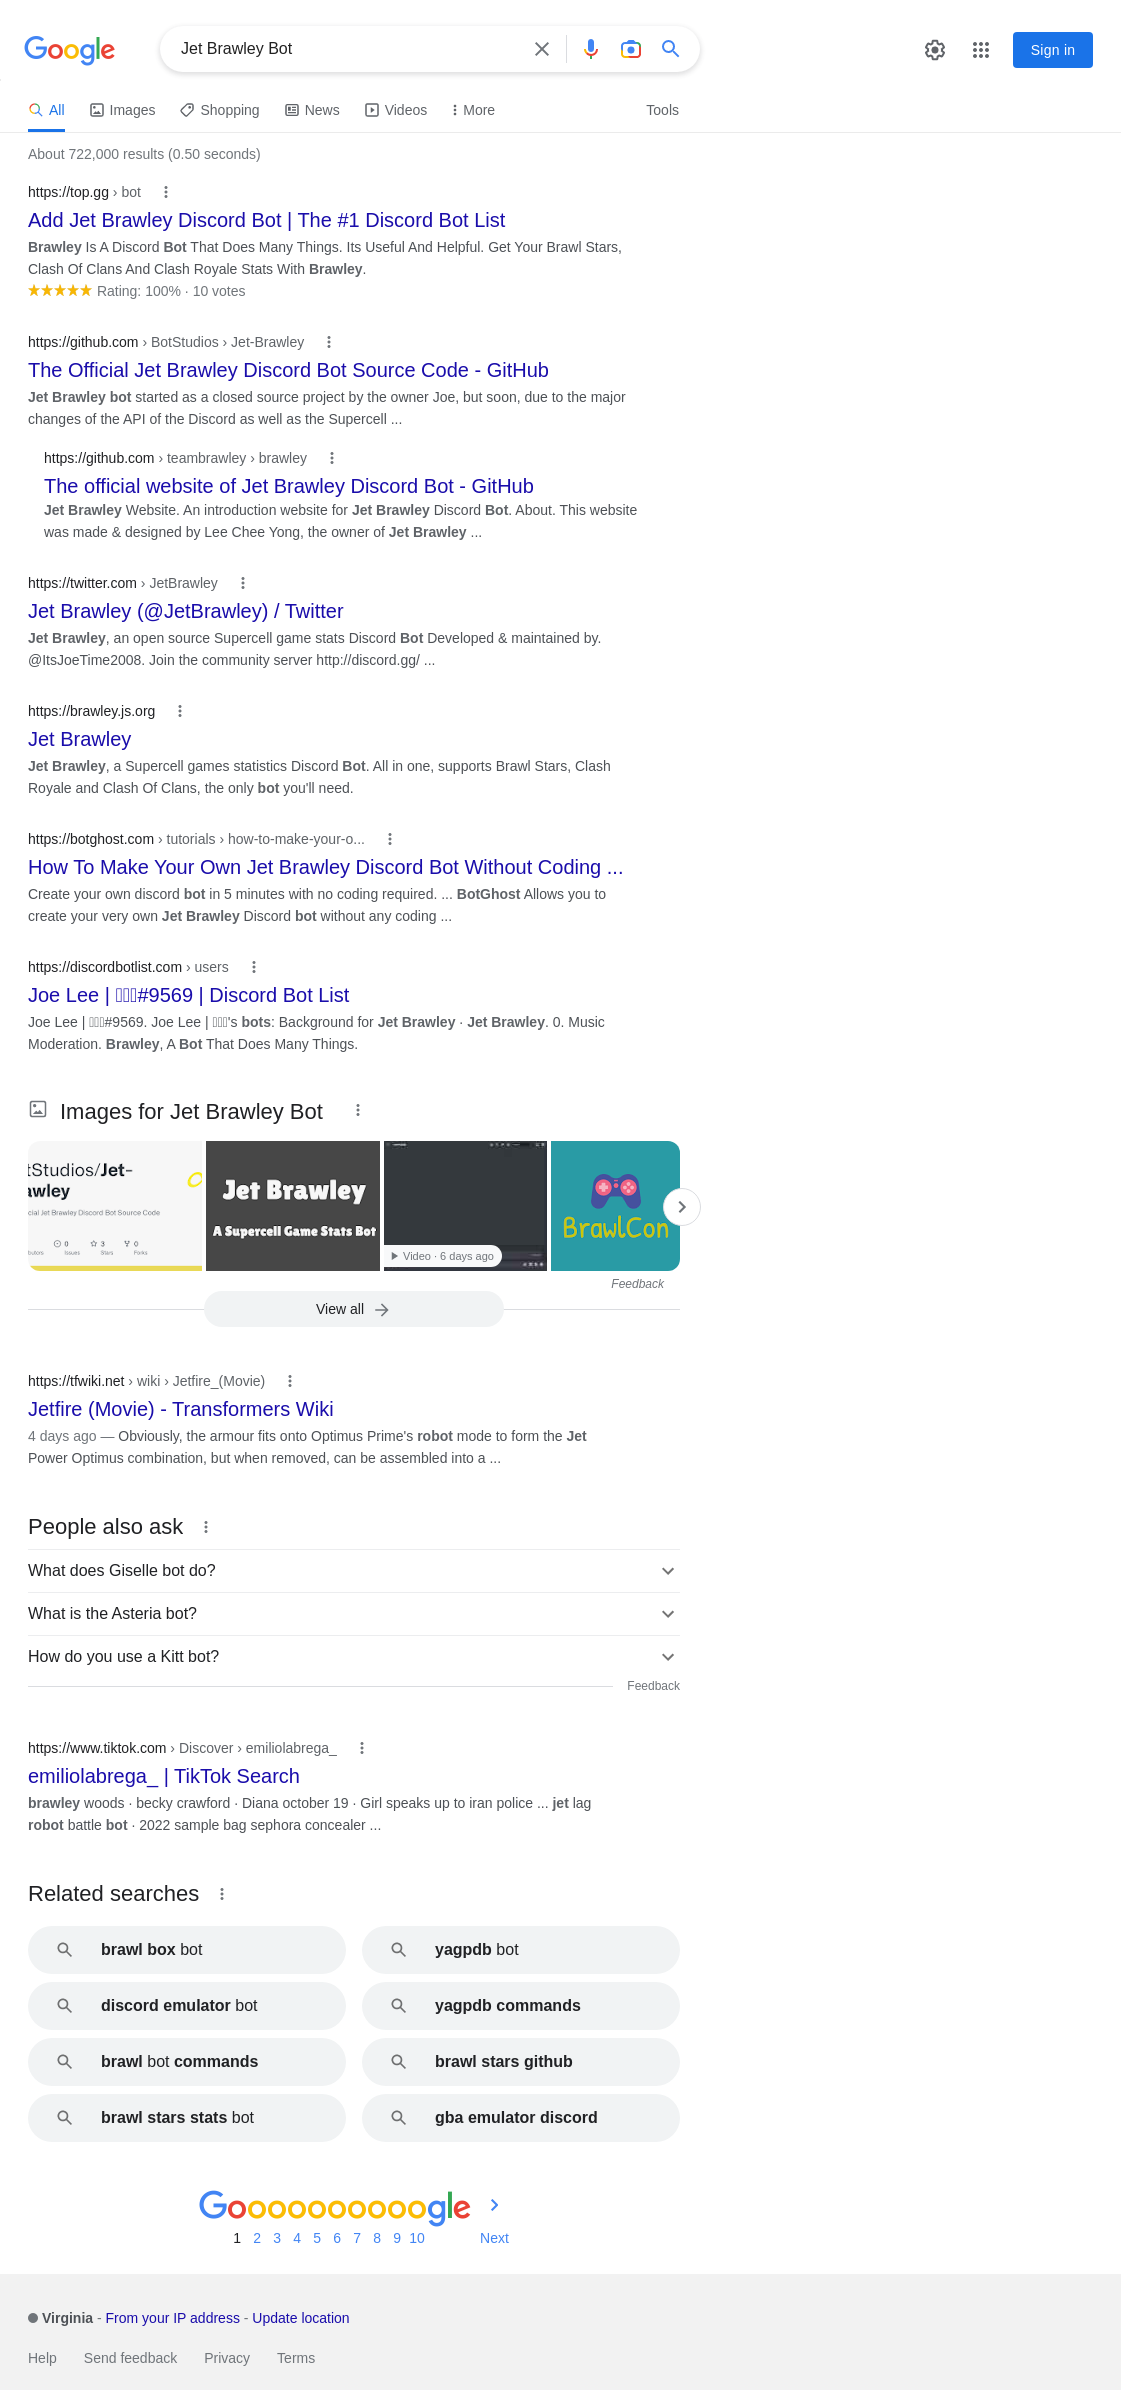 Google
Jet Brawley Bot
Sign in
All
Images
Shopping
News
Videos
More
Tools
About 722,000 results (0.50 seconds)
https://top.gg › bot
Add Jet Brawley Discord Bot | The #1 Discord Bot List
Brawley Is A Discord Bot That Does Many Things. Its Useful And Helpful. Get Your Brawl Stars,
Clash Of Clans And Clash Royale Stats With Brawley.
Rating: 100% · 10 votes
https://github.com › BotStudios › Jet-Brawley
The Official Jet Brawley Discord Bot Source Code - GitHub
Jet Brawley bot started as a closed source project by the owner Joe, but soon, due to the major
changes of the API of the Discord as well as the Supercell ...
https://github.com › teambrawley › brawley
The official website of Jet Brawley Discord Bot - GitHub
Jet Brawley Website. An introduction website for Jet Brawley Discord Bot. About. This website
was made & designed by Lee Chee Yong, the owner of Jet Brawley ...
https://twitter.com › JetBrawley
Jet Brawley (@JetBrawley) / Twitter
Jet Brawley, an open source Supercell game stats Discord Bot Developed & maintained by.
@ItsJoeTime2008. Join the community server http://discord.gg/ ...
https://brawley.js.org
Jet Brawley
Jet Brawley, a Supercell games statistics Discord Bot. All in one, supports Brawl Stars, Clash
Royale and Clash Of Clans, the only bot you'll need.
https://botghost.com › tutorials › how-to-make-your-o...
How To Make Your Own Jet Brawley Discord Bot Without Coding ...
Create your own discord bot in 5 minutes with no coding required. ... BotGhost Allows you to
create your very own Jet Brawley Discord bot without any coding ...
https://discordbotlist.com › users
Joe Lee | #9569 | Discord Bot List
Joe Lee | #9569. Joe Lee | 's bots: Background for Jet Brawley · Jet Brawley. 0. Music
Moderation. Brawley, A Bot That Does Many Things.
Images for Jet Brawley Bot
tStudios/Jet-
awley
cial Jet Brawley Discord Bot Source Code
0 3 0
utors Issues Stars Forks
Jet Brawley
A Supercell Game Stats Bot
Video · 6 days ago
BrawlCon
Feedback
View all
https://tfwiki.net › wiki › Jetfire_(Movie)
Jetfire (Movie) - Transformers Wiki
4 days ago — Obviously, the armour fits onto Optimus Prime's robot mode to form the Jet
Power Optimus combination, but when removed, can be assembled into a ...
People also ask
What does Giselle bot do?
What is the Asteria bot?
How do you use a Kitt bot?
Feedback
https://www.tiktok.com › Discover › emiliolabrega_
emiliolabrega_ | TikTok Search
brawley woods · becky crawford · Diana october 19 · Girl speaks up to iran police ... jet lag
robot battle bot · 2022 sample bag sephora concealer ...
Related searches
brawl box bot
yagpdb bot
discord emulator bot
yagpdb commands
brawl bot commands
brawl stars github
brawl stars stats bot
gba emulator discord
Goooooooooogle
1 2 3 4 5 6 7 8 9 10 Next
Virginia - From your IP address - Update location
Help Send feedback Privacy Terms